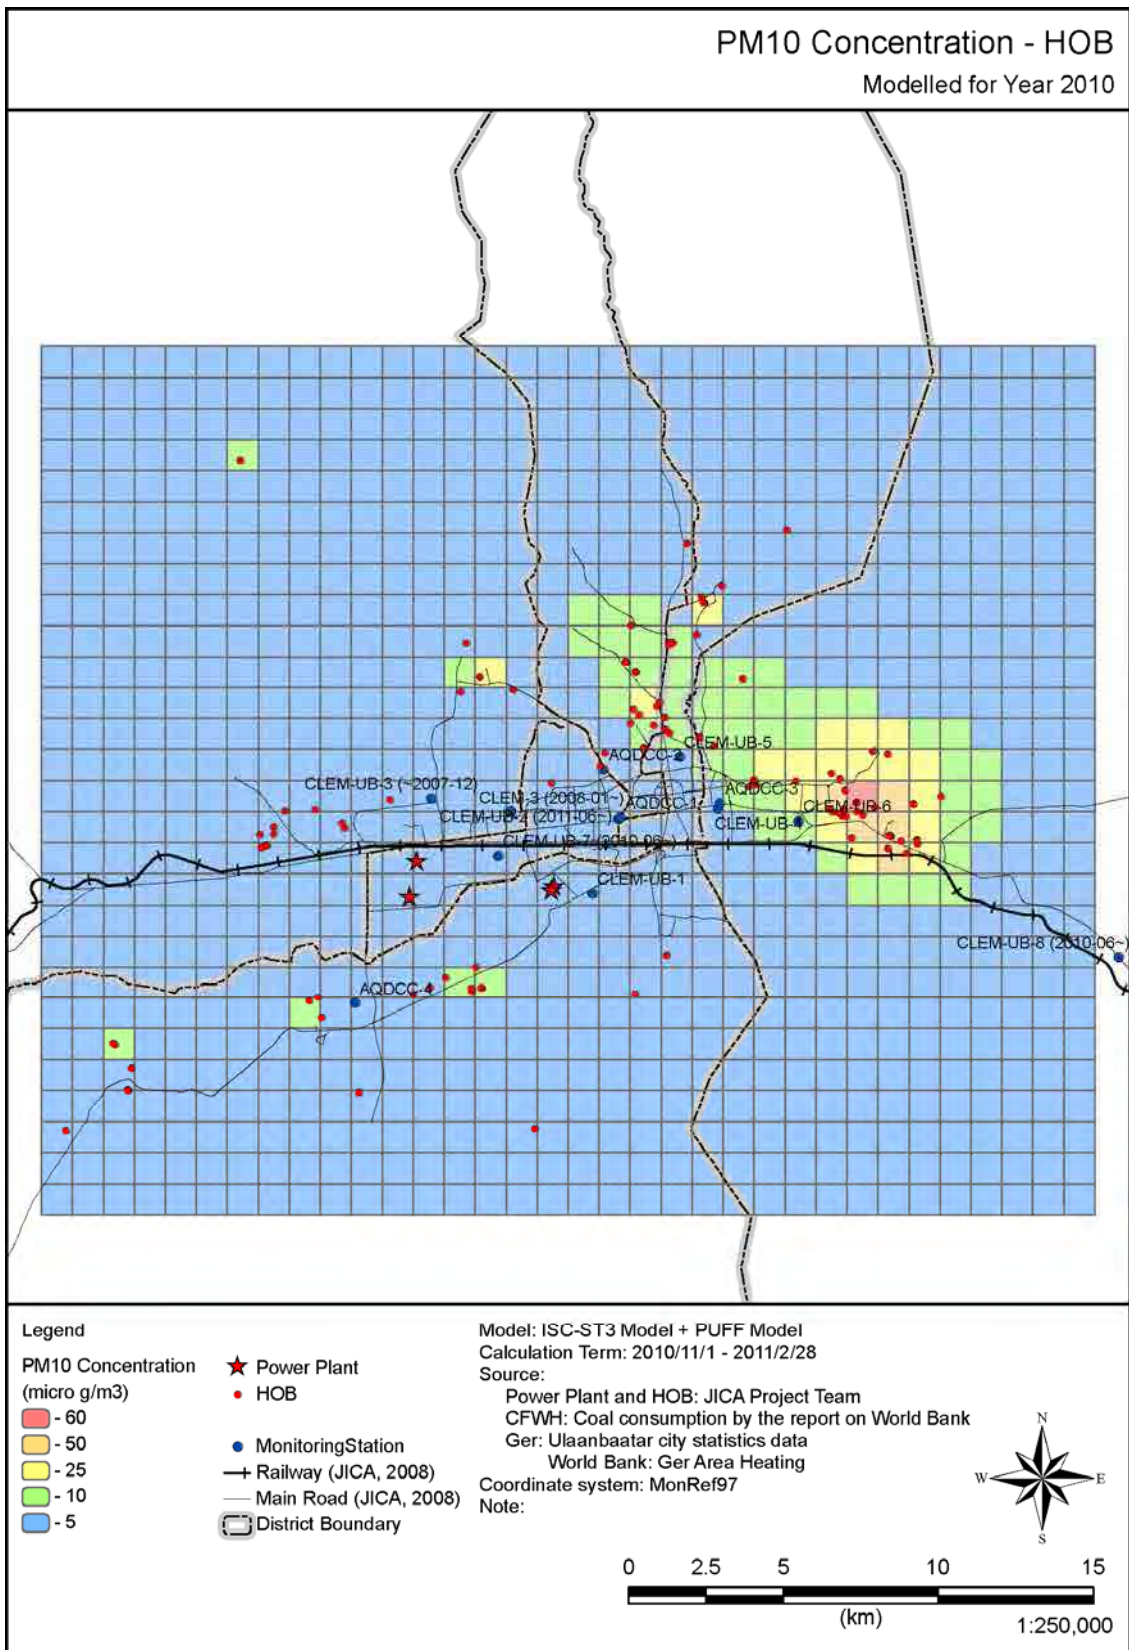 PM10 Concentration - HOB
Modelled for Year 2010
AQDCC-2
CLEM-UB-5
CLEM-UB-3 (~2007-12)
CLEM-3 (2008-01~)
AQDCC-1
AQDCC-3
CLEM-UB-2 (2011-06~)
CLEM-UB-6
CLEM-UB-4
CLEM-UB-7 (2010-06~)
CLEM-UB-1
CLEM-UB-8 (2010-06~)
AQDCC-4
Legend
PM10 Concentration
(micro g/m3)
- 60
- 50
- 25
- 10
- 5
Power Plant
HOB
MonitoringStation
Railway (JICA, 2008)
Main Road (JICA, 2008)
District Boundary
Model: ISC-ST3 Model + PUFF Model
Calculation Term: 2010/11/1 - 2011/2/28
Source:
Power Plant and HOB: JICA Project Team
CFWH: Coal consumption by the report on World Bank
Ger: Ulaanbaatar city statistics data
World Bank: Ger Area Heating
Coordinate system: MonRef97
Note:
N
W E
S
0 2.5 5 10 15
(km)
1:250,000